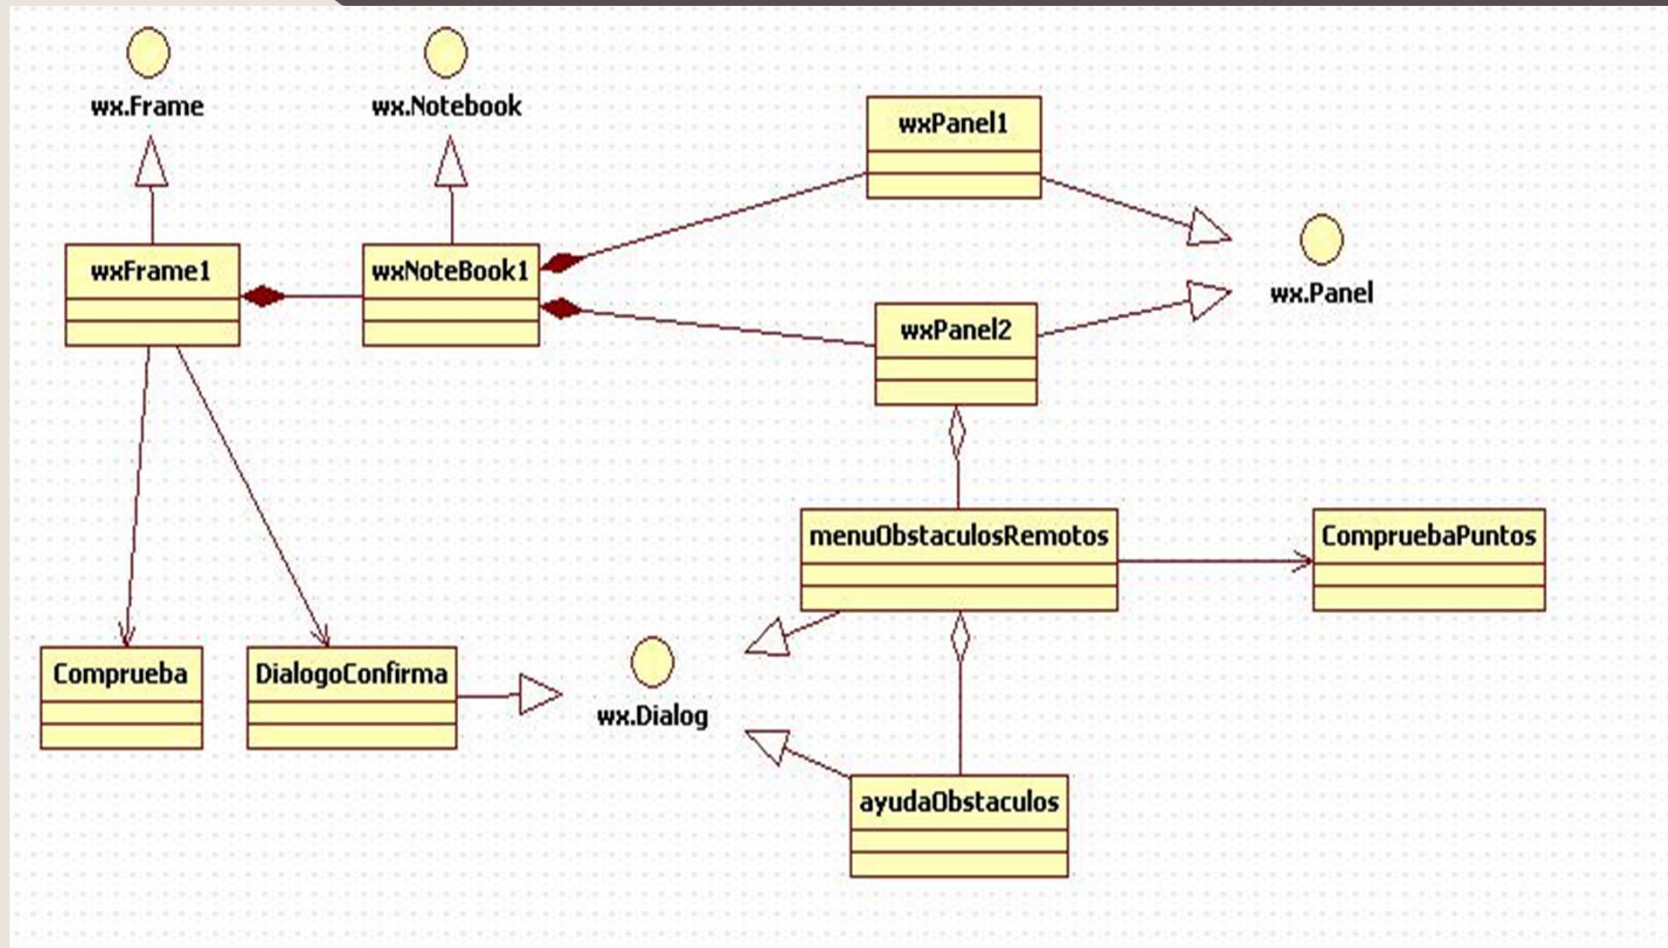 wx.Frame
wx.Notebook
wxPanel1
wxFrame1
wxNoteBook1
wx.Panel
wxPanel2
menuObstaculosRemotos
CompruebaPuntos
Comprueba
DialogoConfirma
wx.Dialog
ayudaObstaculos